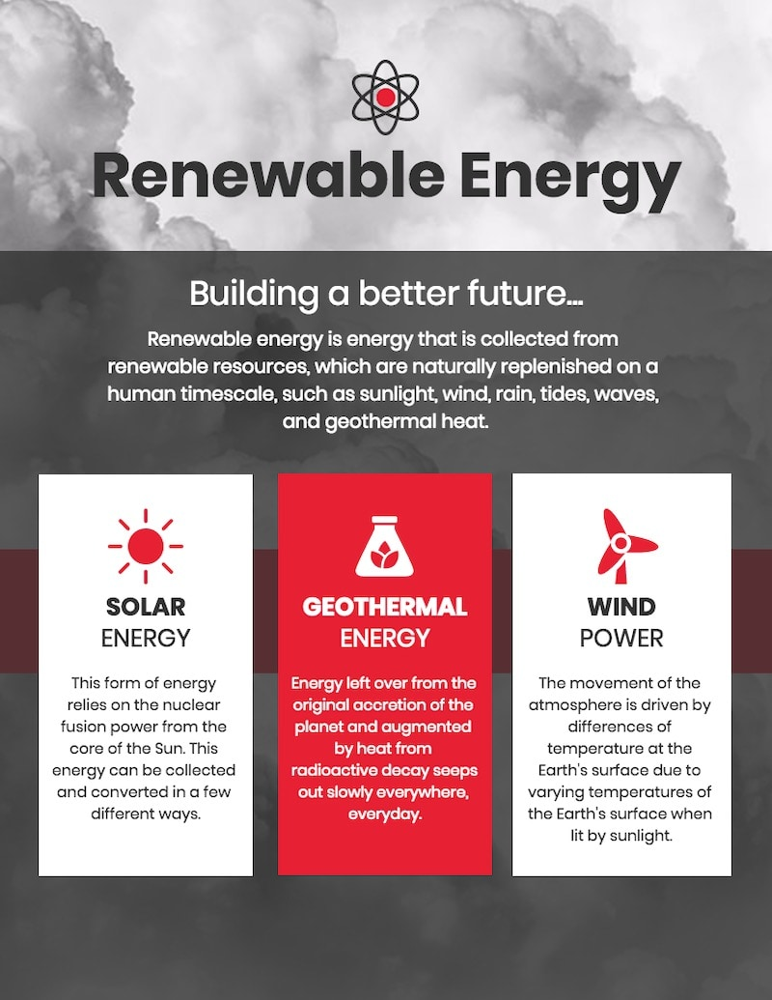 Renewable Energy
Building a better future...
Renewable energy is energy that is collected from
renewable resources, which are naturally replenished on a
human timescale, such as sunlight, wind, rain, tides, waves,
and geothermal heat.
SOLAR
ENERGY
This form of energy
relies on the nuclear
fusion power from the
core of the Sun. This
energy can be collected
and converted in a few
different ways.
GEOTHERMAL
ENERGY
Energy left over from the
original accretion of the
planet and augmented
by heat from
radioactive decay seeps
out slowly everywhere,
everyday.
WIND
POWER
The movement of the
atmosphere is driven by
differences of
temperature at the
Earth's surface due to
varying temperatures of
the Earth's surface when
lit by sunlight.